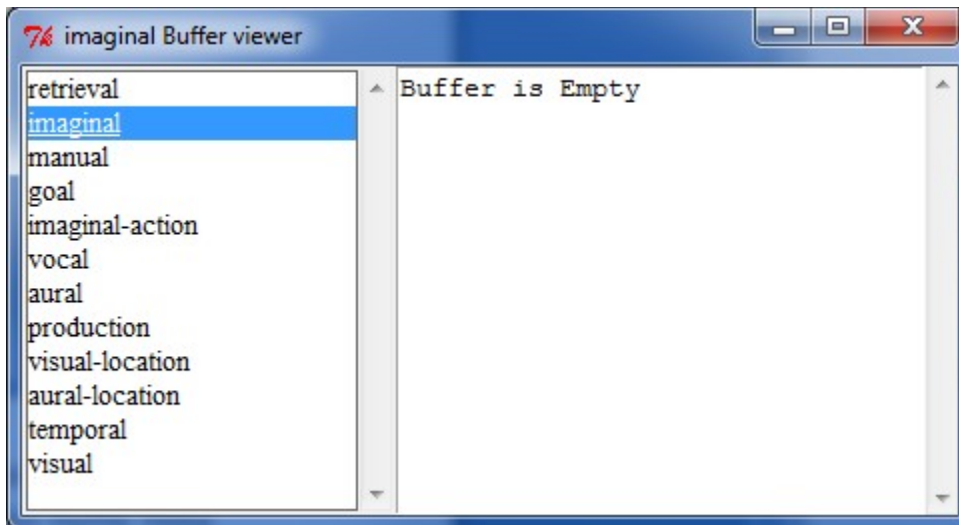 imaginal Buffer viewer
retrieval
imaginal
manual
goal
imaginal-action
vocal
aural
production
visual-location
aural-location
temporal
visual
Buffer is Empty